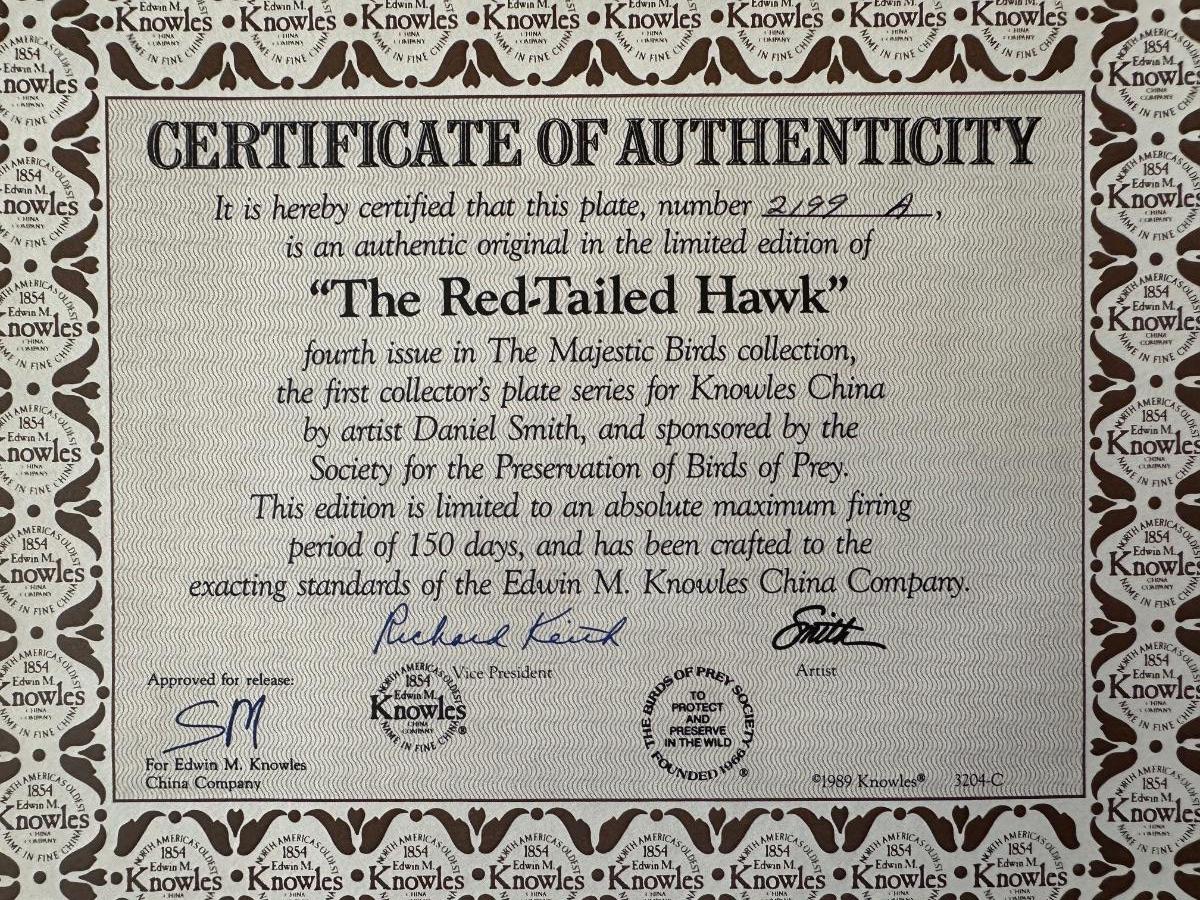 CERTIFICATE OF AUTHENTICITY
It is hereby certified that this plate, number 2199 A,
is an authentic original in the limited edition of
“The Red-Tailed Hawk”
fourth issue in The Majestic Birds collection,
the first collector's plate series for Knowles China
by artist Daniel Smith, and sponsored by the
Society for the Preservation of Birds of Prey.
This edition is limited to an absolute maximum firing
period of 150 days, and has been crafted to the
exacting standards of the Edwin M. Knowles China Company.
Richard Keith
Vice President
Smith
Artist
Approved for release:
SM
For Edwin M. Knowles
China Company
NORTH AMERICA'S OLDEST
1854
Edwin M.
Knowles
CHINA
COMPANY
NAME IN FINE CHINA
®
THE BIRDS OF PREY SOCIETY
TO
PROTECT
AND
PRESERVE
IN THE WILD
FOUNDED 1966
®
©1989 Knowles® 3204-C